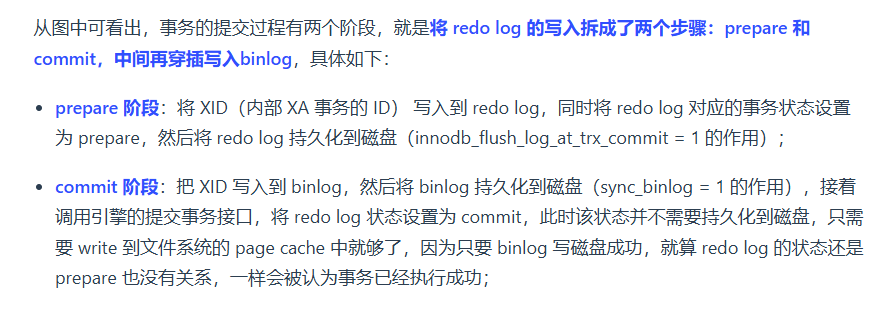 从图中可看出，事务的提交过程有两个阶段，就是将 redo log 的写入拆成了两个步骤：prepare 和
commit，中间再穿插写入binlog，具体如下：
• prepare 阶段：将 XID（内部 XA 事务的 ID） 写入到 redo log，同时将 redo log 对应的事务状态设置
为 prepare，然后将 redo log 持久化到磁盘（innodb_flush_log_at_trx_commit = 1 的作用）；
• commit 阶段：把 XID 写入到 binlog，然后将 binlog 持久化到磁盘（sync_binlog = 1 的作用），接着
调用引擎的提交事务接口，将 redo log 状态设置为 commit，此时该状态并不需要持久化到磁盘，只需
要 write 到文件系统的 page cache 中就够了，因为只要 binlog 写磁盘成功，就算 redo log 的状态还是
prepare 也没有关系，一样会被认为事务已经执行成功；